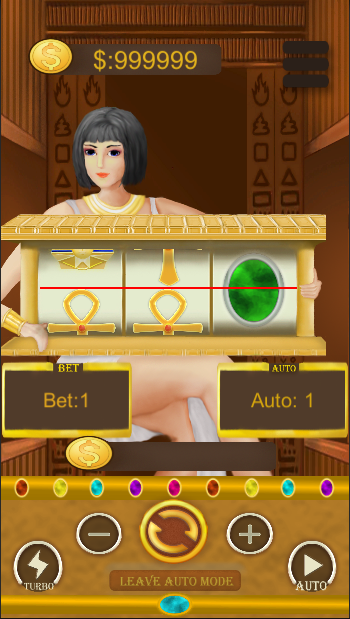 $:999999
BET
AUTO
Bet:1
Auto: 1
TURBO
LEAVE AUTO MODE
AUTO